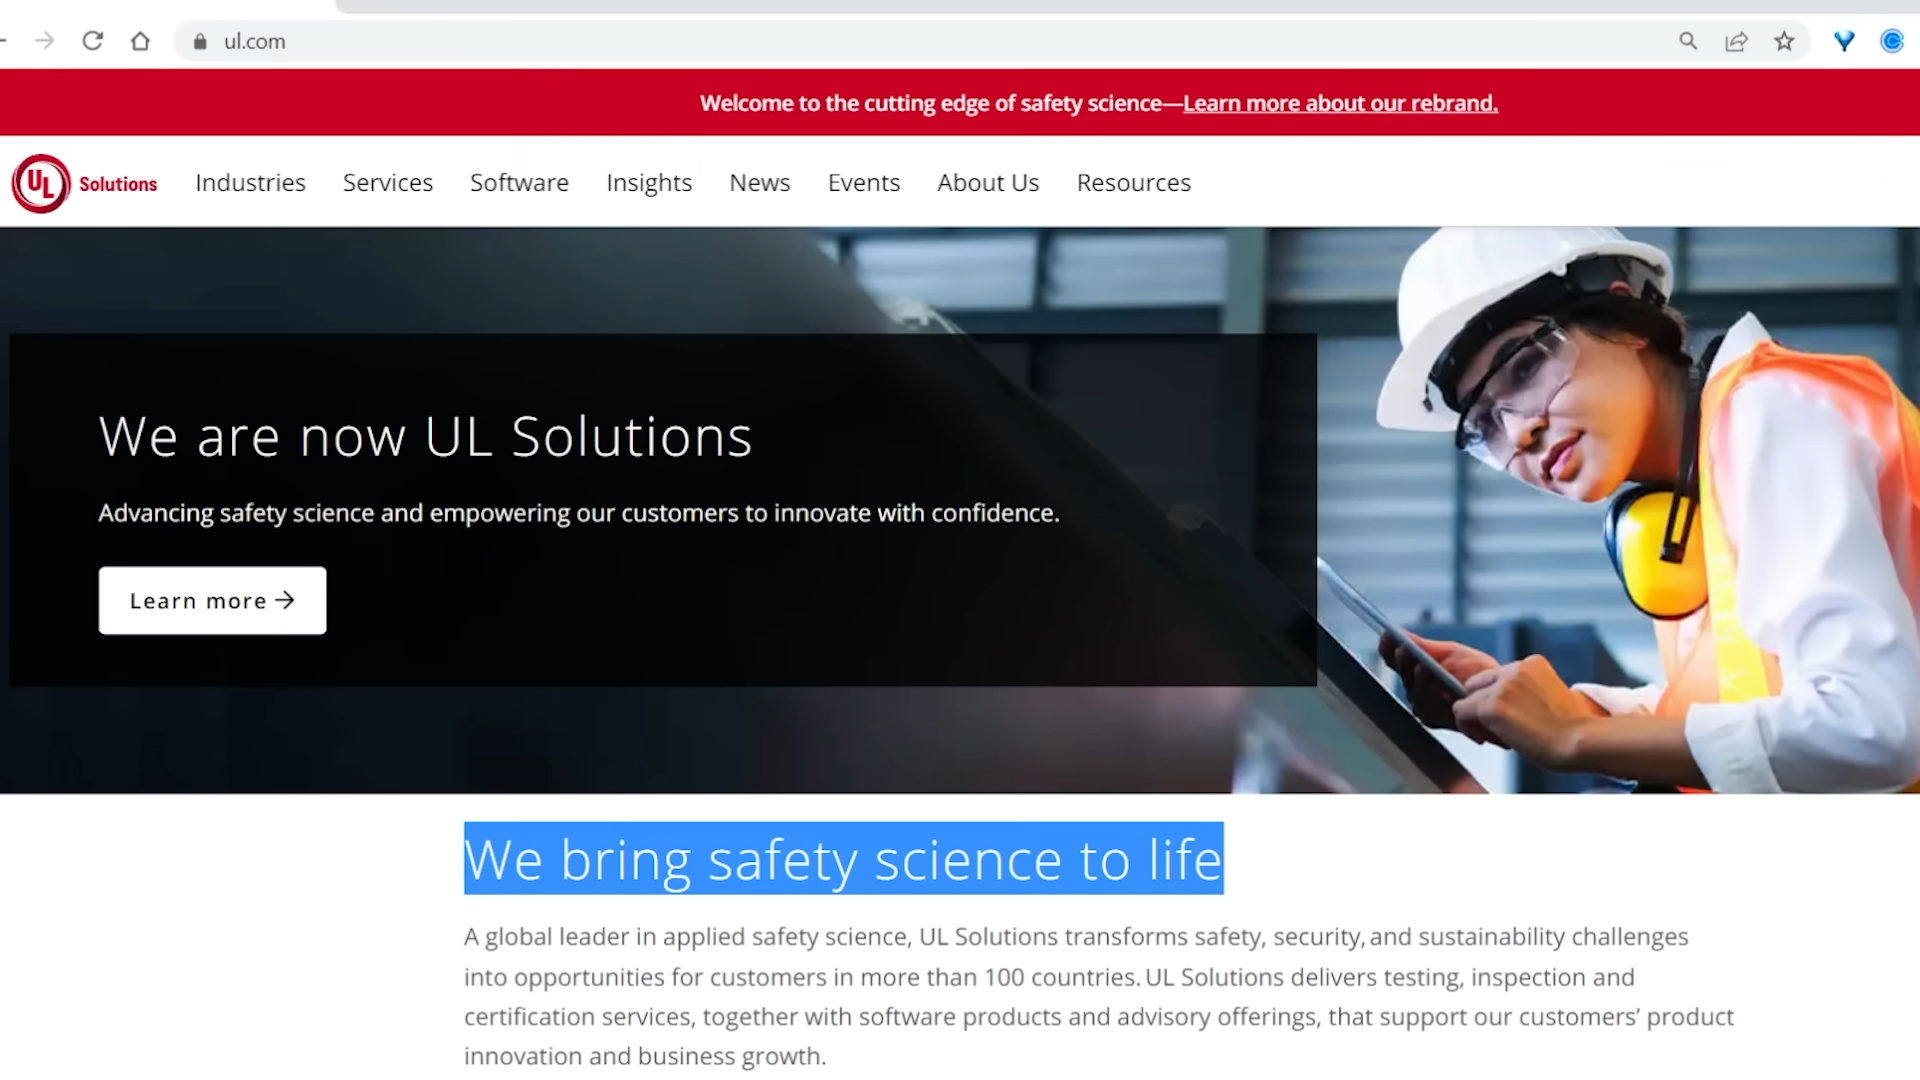 ul.com
Welcome to the cutting edge of safety science—Learn more about our rebrand.
UL Solutions Industries Services Software Insights News Events About Us Resources
We are now UL Solutions
Advancing safety science and empowering our customers to innovate with confidence.
Learn more →
We bring safety science to life
A global leader in applied safety science, UL Solutions transforms safety, security, and sustainability challenges
into opportunities for customers in more than 100 countries. UL Solutions delivers testing, inspection and
certification services, together with software products and advisory offerings, that support our customers’ product
innovation and business growth.